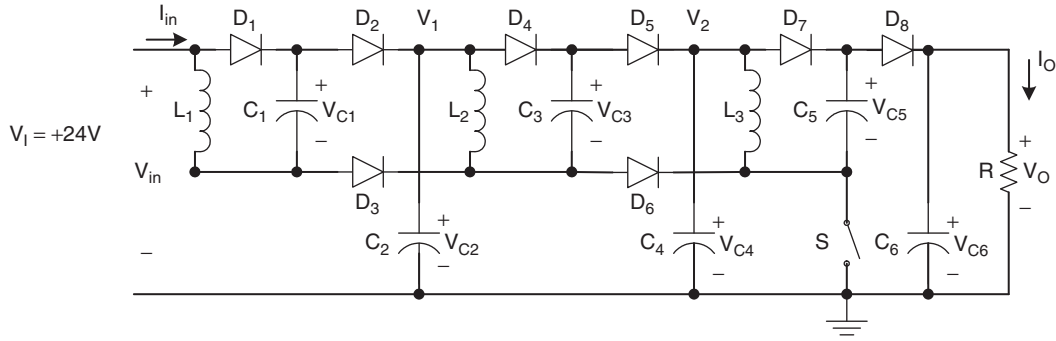 I_in D_1 D_2 V_1 D_4 D_5 V_2 D_7 D_8
I_O
+ L_1 C_1 + V_C1 − L_2 C_3 + V_C3 − L_3 C_5 + V_C5 −
V_I = +24V
V_in D_3 D_6 R + V_O −
− C_2 + V_C2 − C_4 + V_C4 − S C_6 + V_C6 −